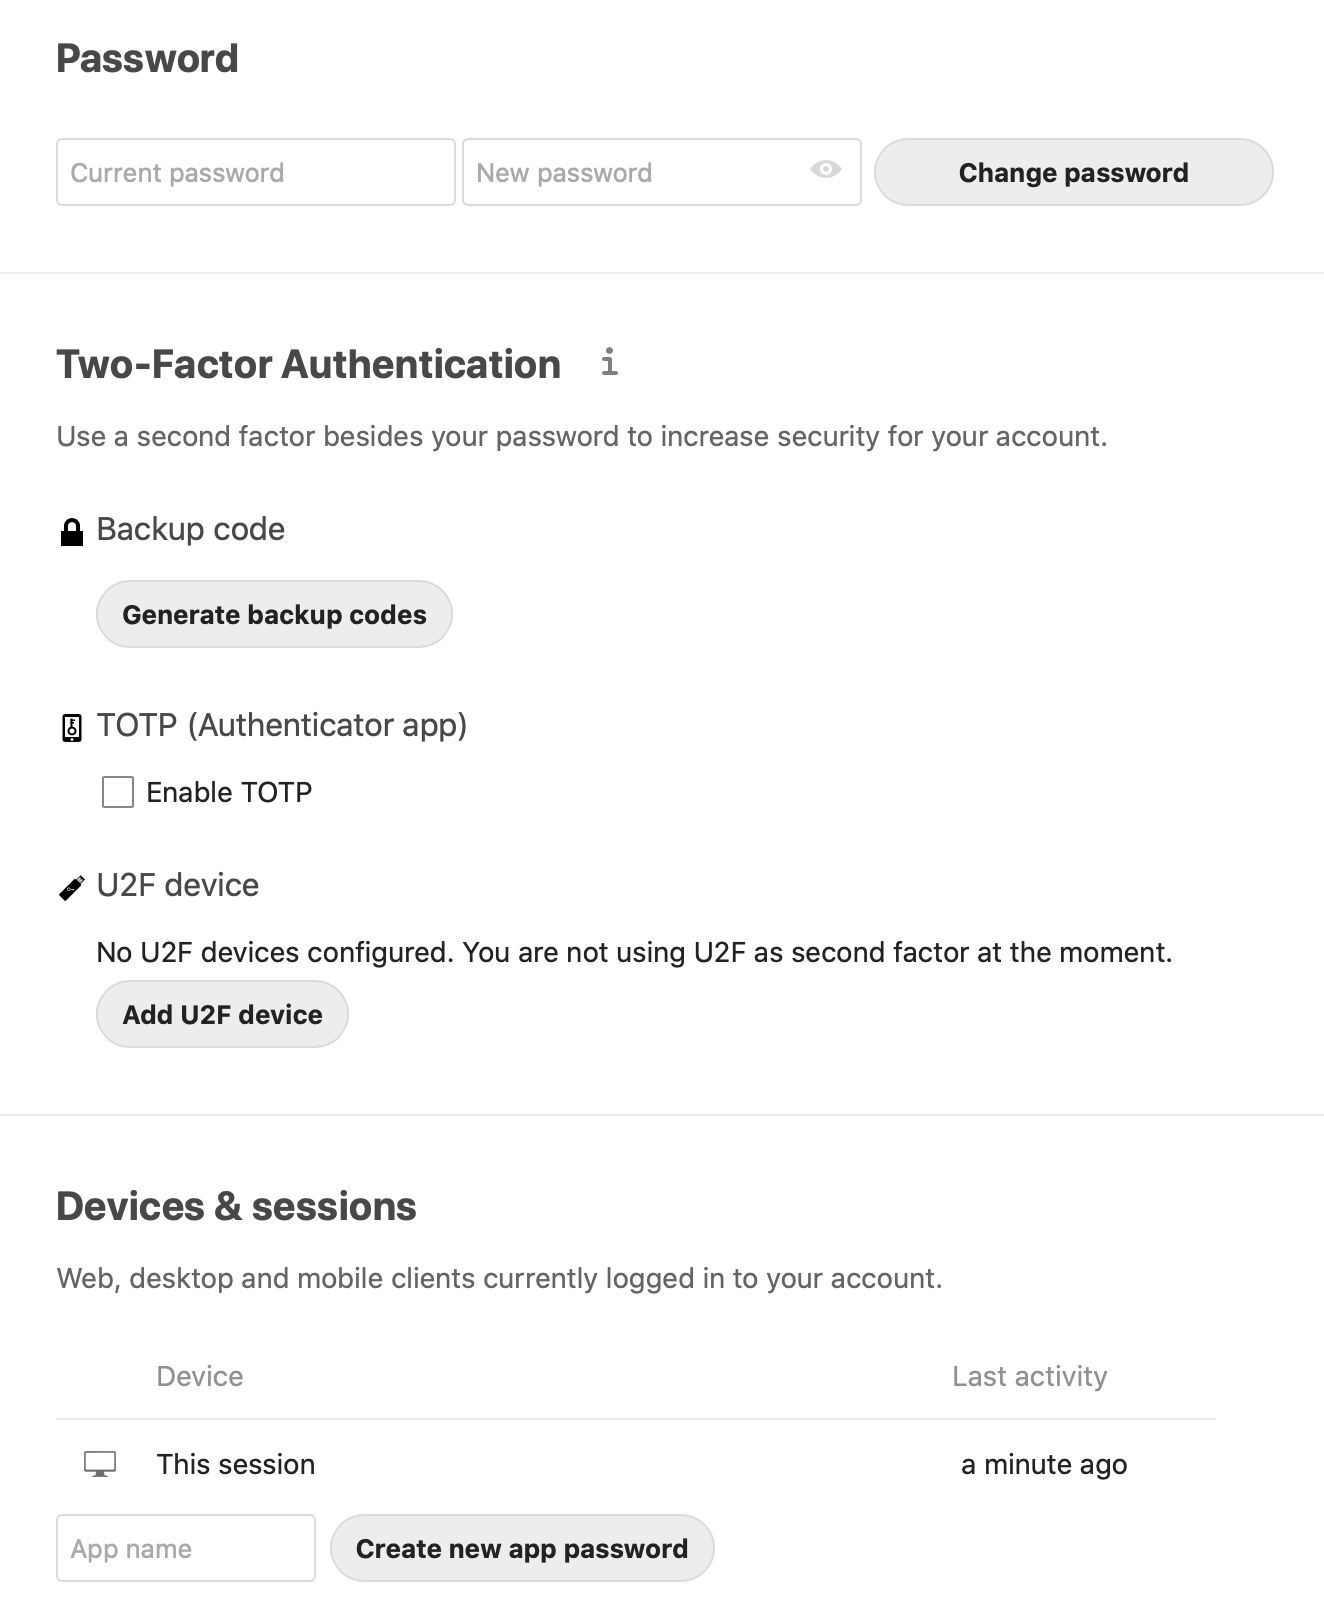 Password
Current password New password Change password
Two-Factor Authentication i
Use a second factor besides your password to increase security for your account.
Backup code
Generate backup codes
TOTP (Authenticator app)
Enable TOTP
U2F device
No U2F devices configured. You are not using U2F as second factor at the moment.
Add U2F device
Devices & sessions
Web, desktop and mobile clients currently logged in to your account.
Device Last activity
This session a minute ago
App name Create new app password